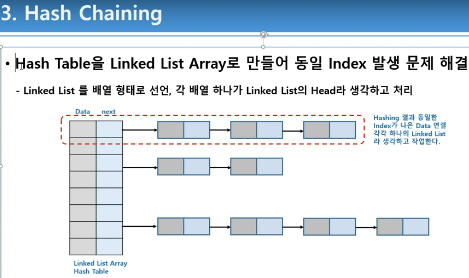 3. Hash Chaining
• Hash Table을 Linked List Array로 만들어 동일 Index 발생 문제 해결
- Linked List 를 배열 형태로 선언, 각 배열 하나가 Linked List의 Head라 생각하고 처리
Data next
Hashing 결과 동일한
Index가 나온 Data 연결
각각 하나의 Linked List
라 생각하고 작업한다.
Linked List Array
Hash Table